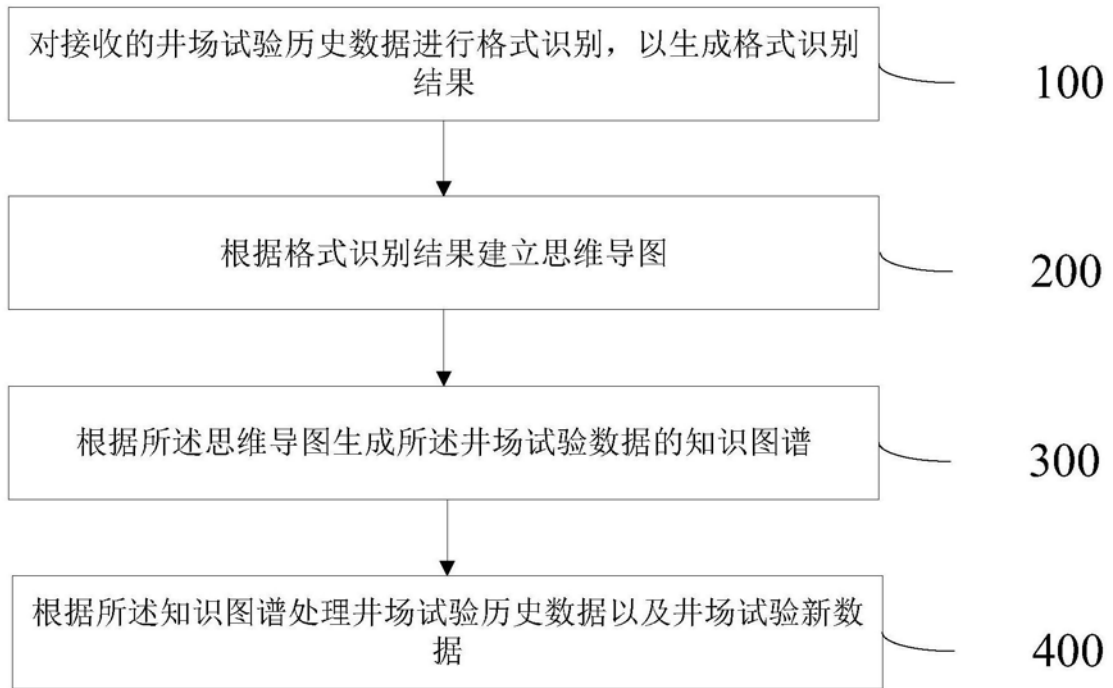 对接收的井场试验历史数据进行格式识别，以生成格式识别
结果
100
根据格式识别结果建立思维导图
200
根据所述思维导图生成所述井场试验数据的知识图谱
300
根据所述知识图谱处理井场试验历史数据以及井场试验新数
据
400